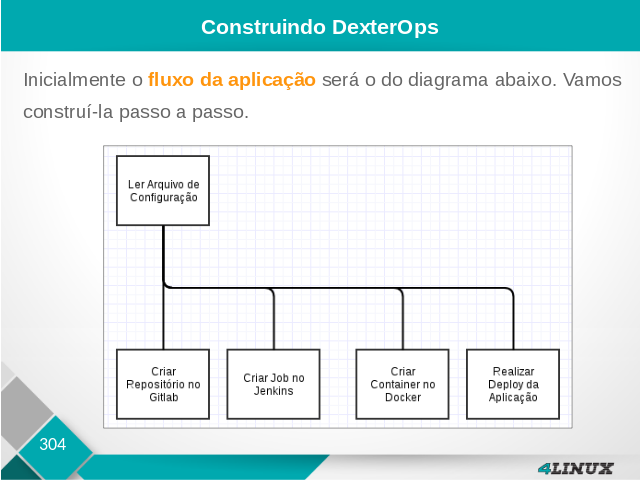 Construindo DexterOps
Inicialmente o fluxo da aplicação será o do diagrama abaixo. Vamos
construí-la passo a passo.
Ler Arquivo de
Configuração
Criar
Repositório no
Gitlab
Criar Job no
Jenkins
Criar
Container no
Docker
Realizar
Deploy da
Aplicação
304
4LINUX